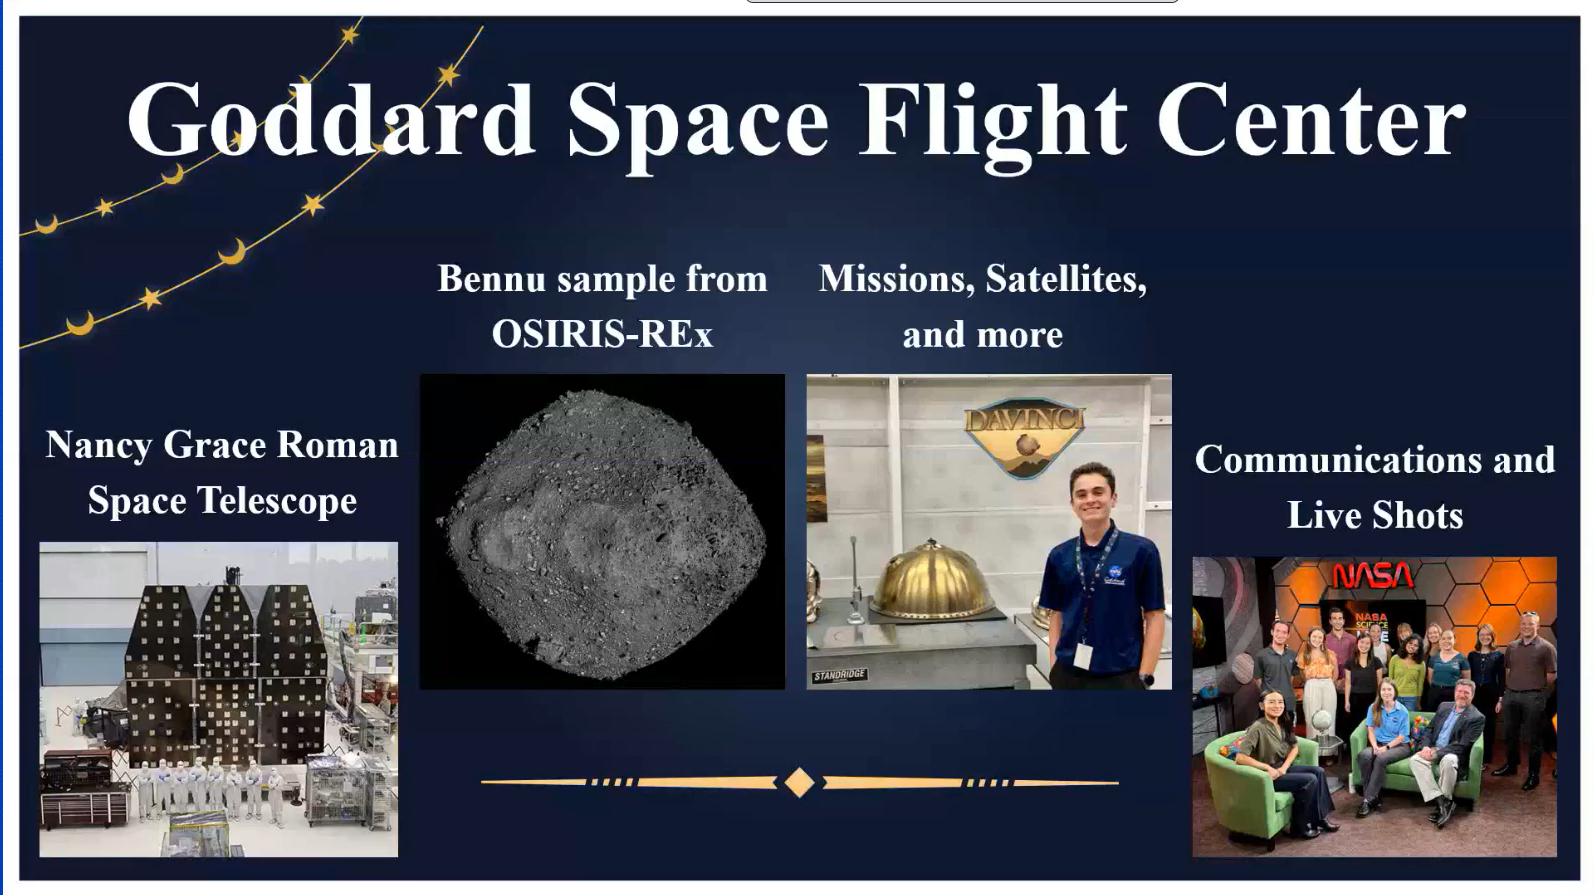 Goddard Space Flight Center
Bennu sample from
OSIRIS-REx
Missions, Satellites,
and more
Nancy Grace Roman
Space Telescope
Communications and
Live Shots
DAVINCI
STANDRIDGE
NASA